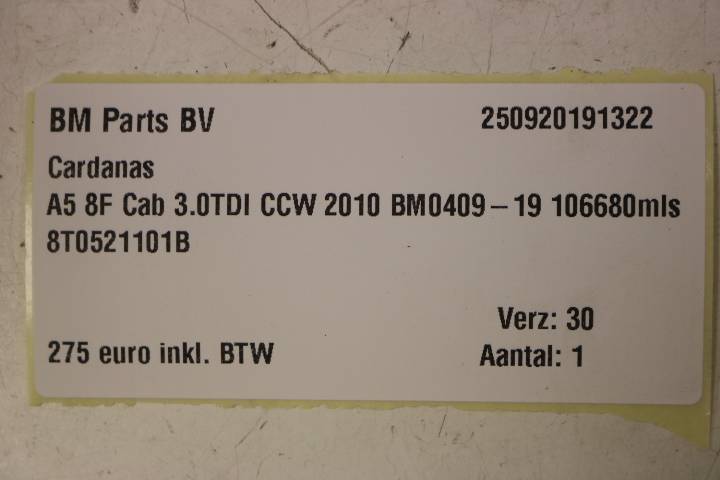 BM Parts BV 250920191322
Cardanas
A5 8F Cab 3.0TDI CCW 2010 BM0409-19 106680mls
8T0521101B
Verz: 30
275 euro inkl. BTW Aantal: 1